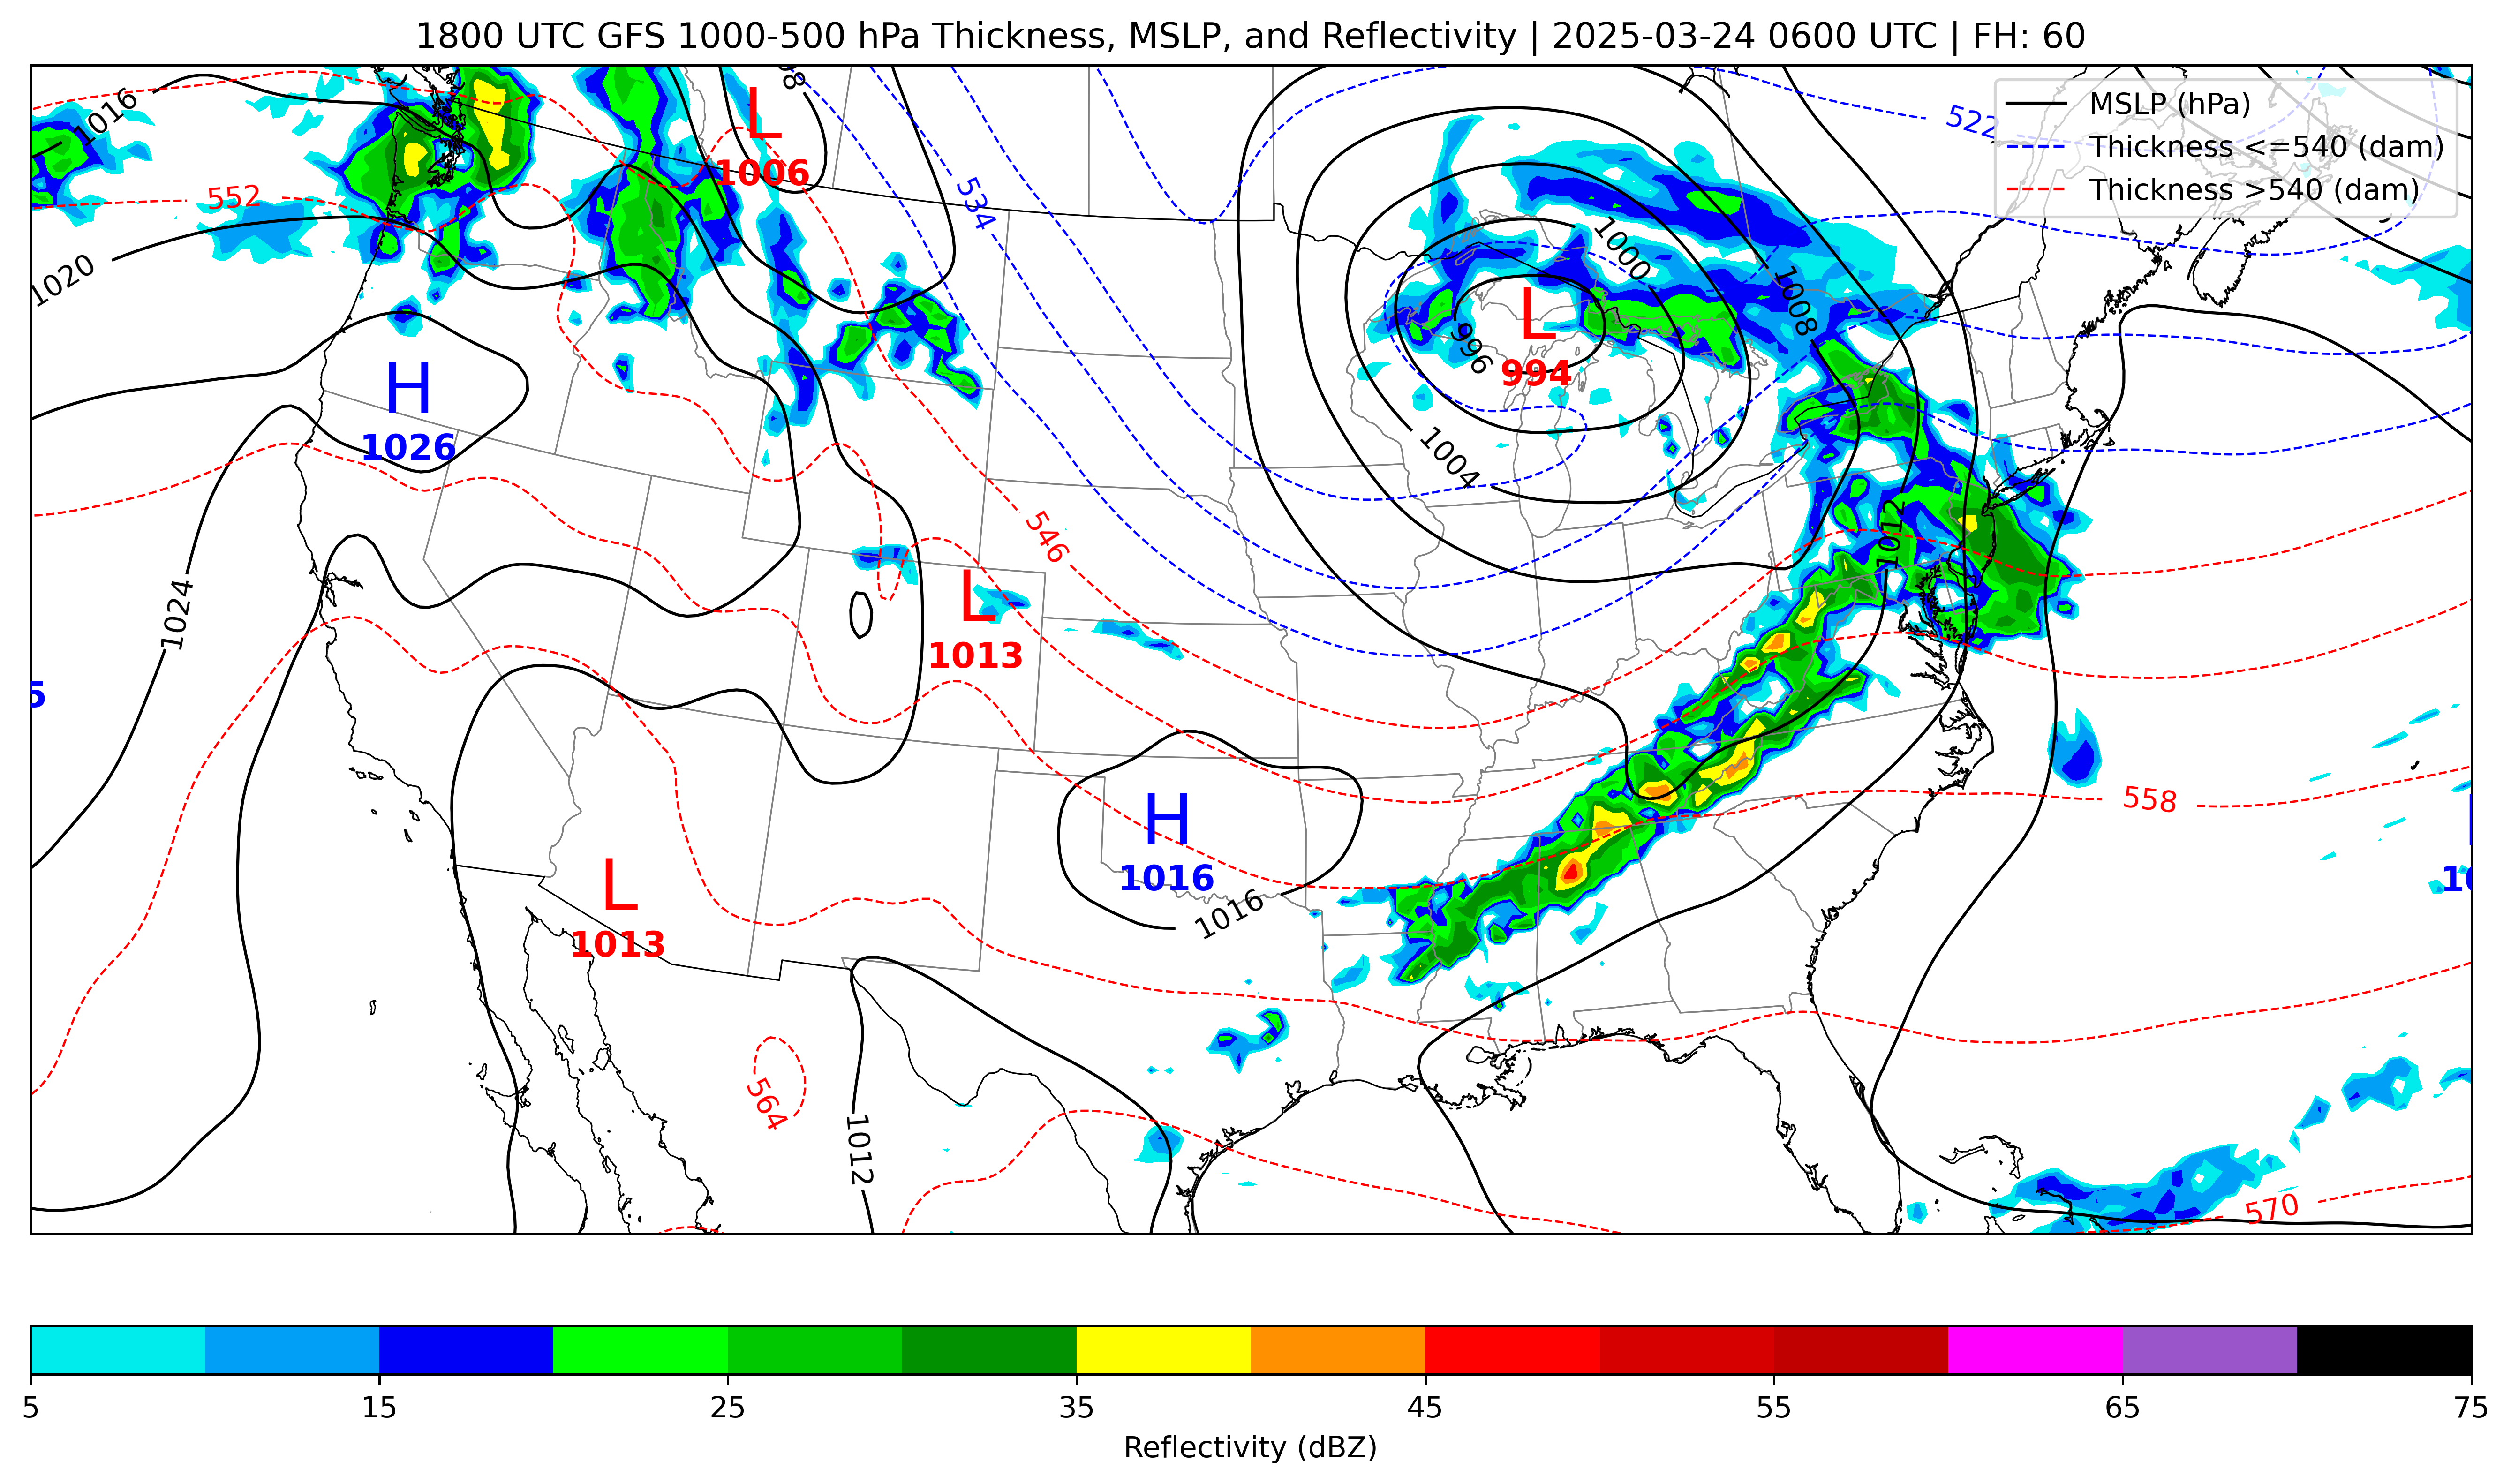 1800 UTC GFS 1000-500 hPa Thickness, MSLP, and Reflectivity | 2025-03-24 0600 UTC | FH: 60
MSLP (hPa)
Thickness <=540 (dam)
Thickness >540 (dam)
1016
L
1006
522
552
534
1000
1020
1008
996
L
994
H
1026
1004
546
1012
1024
L
1013
558
H
1016
1016
L
1013
564
1012
570
5
15
25
35
45
55
65
75
Reflectivity (dBZ)